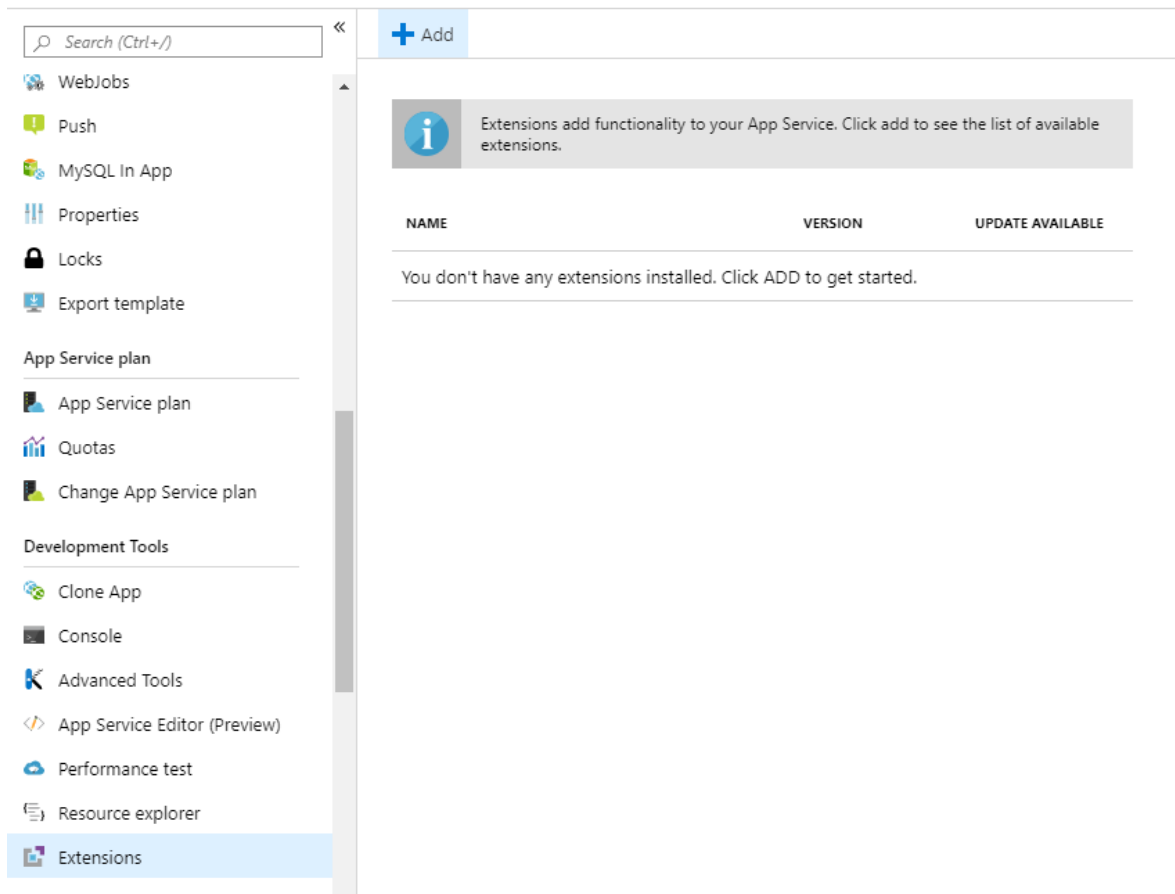 Search (Ctrl+/)
«
WebJobs
Push
MySQL In App
Properties
Locks
Export template
App Service plan
App Service plan
Quotas
Change App Service plan
Development Tools
Clone App
Console
Advanced Tools
App Service Editor (Preview)
Performance test
Resource explorer
Extensions
Add
Extensions add functionality to your App Service. Click add to see the list of available
extensions.
NAME VERSION UPDATE AVAILABLE
You don't have any extensions installed. Click ADD to get started.